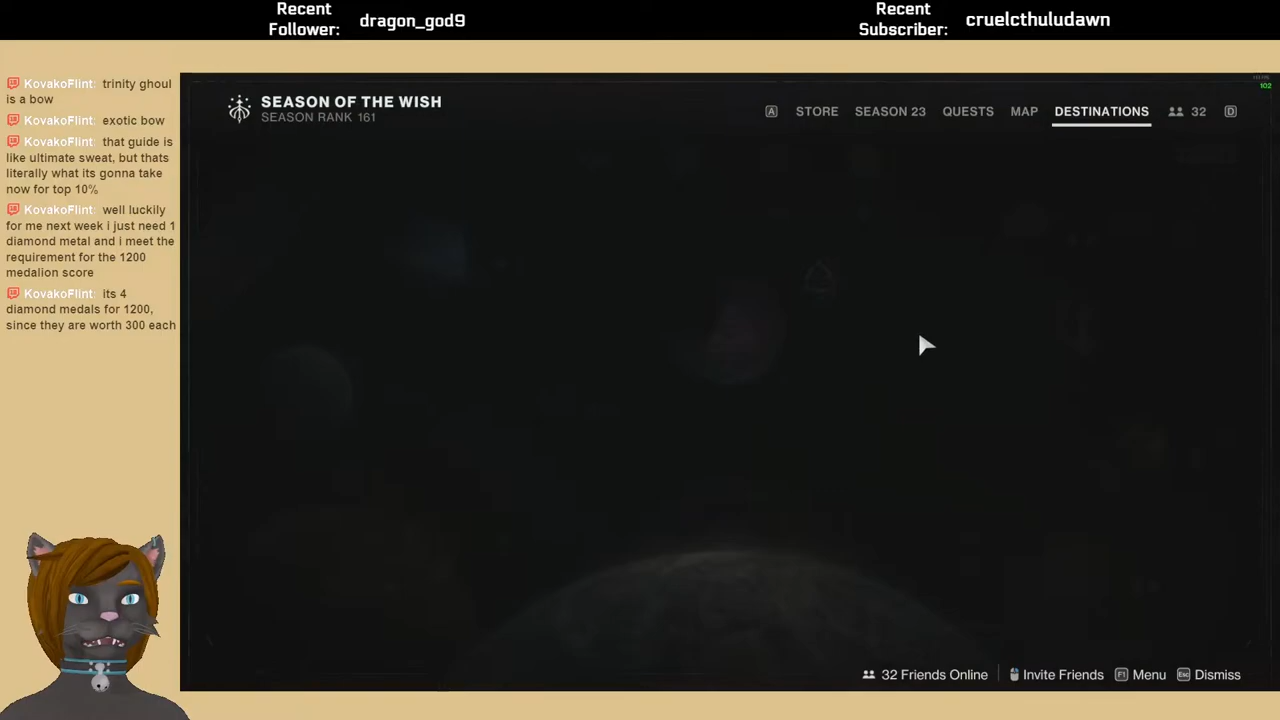 Recent
Follower:
dragon_god9
Recent
Subscriber:
cruelcthuludawn
KovakoFlint: trinity ghoul
is a bow
KovakoFlint: exotic bow
KovakoFlint: that guide is
like ultimate sweat, but thats
literally what its gonna take
now for top 10%
KovakoFlint: well luckily
for me next week i just need 1
diamond metal and i meet the
requirement for the 1200
medalion score
KovakoFlint: its 4
diamond medals for 1200,
since they are worth 300 each
SEASON OF THE WISH
SEASON RANK 161
A STORE SEASON 23 QUESTS MAP DESTINATIONS 32 D
102
32 Friends Online Invite Friends F1 Menu Esc Dismiss